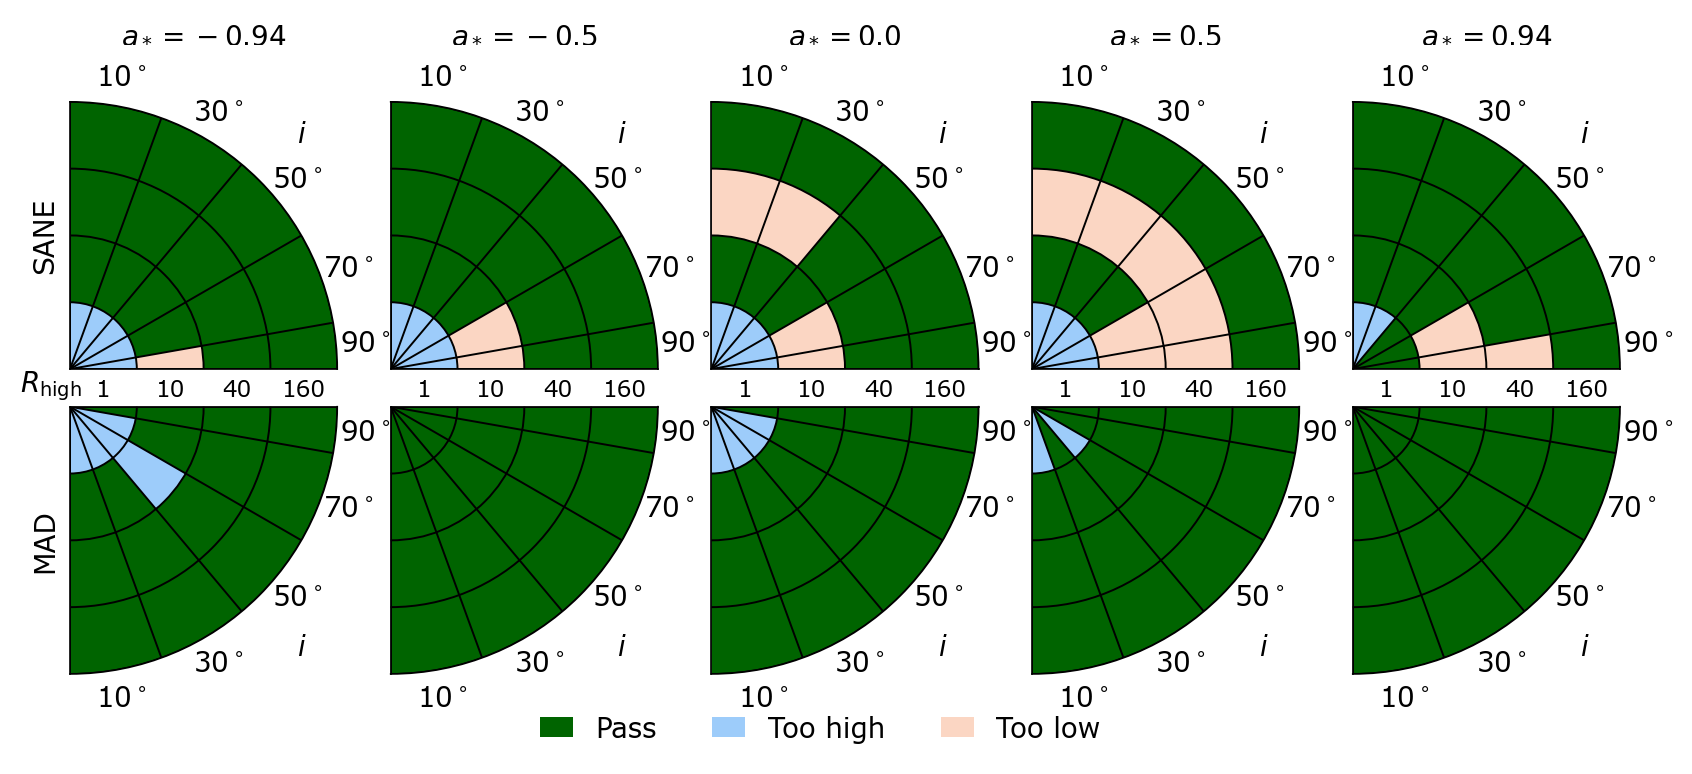 a* = −0.94 a* = −0.5 a* = 0.0 a* = 0.5 a* = 0.94
10° 10° 10° 10° 10°
30° 30° 30° 30° 30°
i i i i i
50° 50° 50° 50° 50°
SANE
70° 70° 70° 70° 70°
90° 90° 90° 90° 90°
R_high 1 10 40 160 1 10 40 160 1 10 40 160 1 10 40 160 1 10 40 160
90° 90° 90° 90° 90°
70° 70° 70° 70° 70°
MAD
50° 50° 50° 50° 50°
i i i i i
30° 30° 30° 30° 30°
10° 10° 10° 10° 10°
Pass Too high Too low